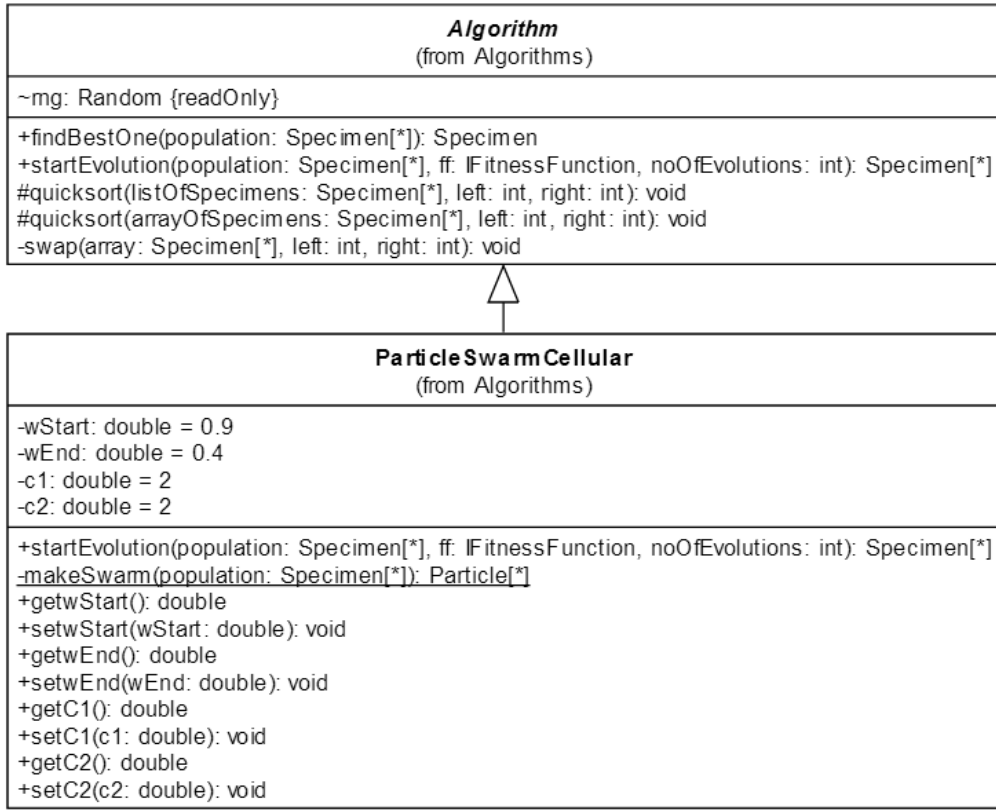 Algorithm
(from Algorithms)
~mg: Random {readOnly}
+findBestOne(population: Specimen[*]): Specimen
+startEvolution(population: Specimen[*], ff: IFitnessFunction, noOfEvolutions: int): Specimen[*]
#quicksort(listOfSpecimens: Specimen[*], left: int, right: int): void
#quicksort(arrayOfSpecimens: Specimen[*], left: int, right: int): void
-swap(array: Specimen[*], left: int, right: int): void
ParticleSwarmCellular
(from Algorithms)
-wStart: double = 0.9
-wEnd: double = 0.4
-c1: double = 2
-c2: double = 2
+startEvolution(population: Specimen[*], ff: IFitnessFunction, noOfEvolutions: int): Specimen[*]
-makeSwarm(population: Specimen[*]): Particle[*]
+getwStart(): double
+setwStart(wStart: double): void
+getwEnd(): double
+setwEnd(wEnd: double): void
+getC1(): double
+setC1(c1: double): void
+getC2(): double
+setC2(c2: double): void